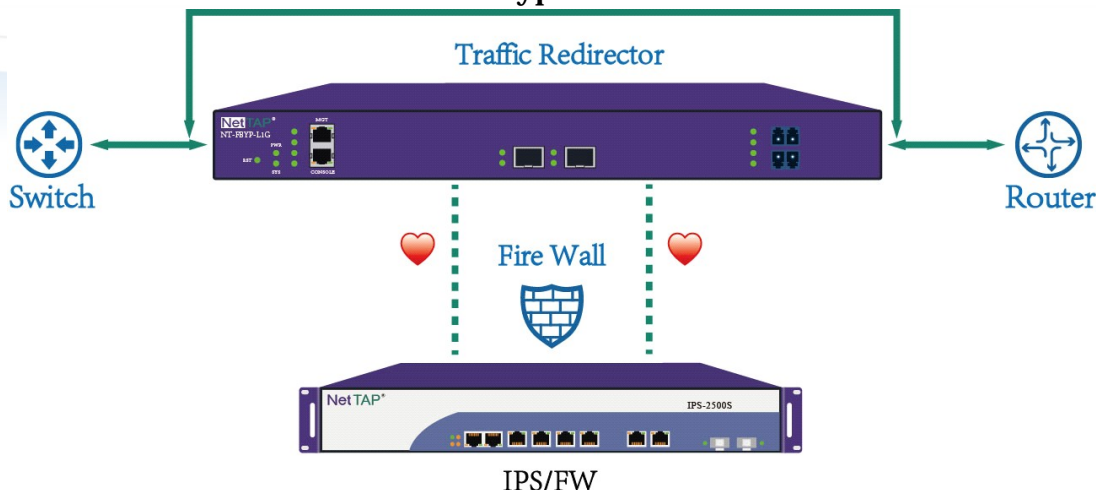 Traffic Redirector
NetTAP®
NT-FBYP-L1G
MGT
PWR
RST
SYS
CONSOLE
Switch
Router
Fire Wall
NetTAP®
IPS-2500S
IPS/FW